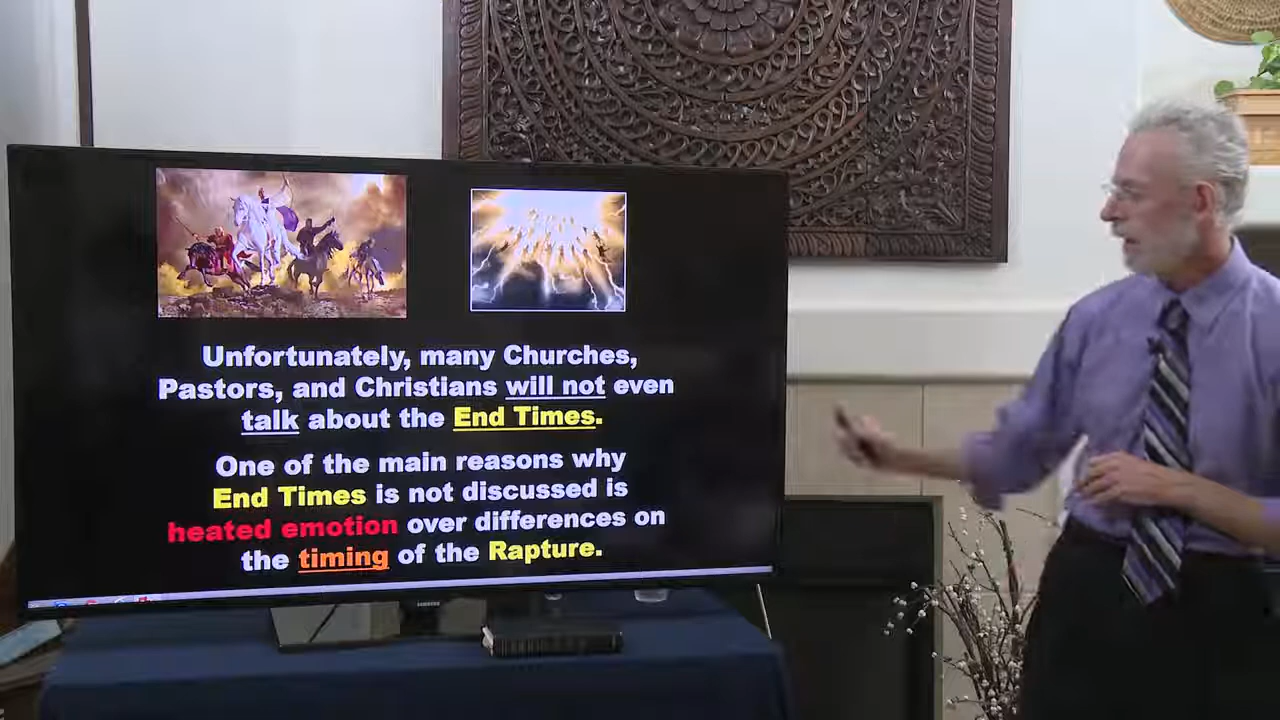 Unfortunately, many Churches,
Pastors, and Christians will not even
talk about the End Times.
One of the main reasons why
End Times is not discussed is
heated emotion over differences on
the timing of the Rapture.
SAMSUNG